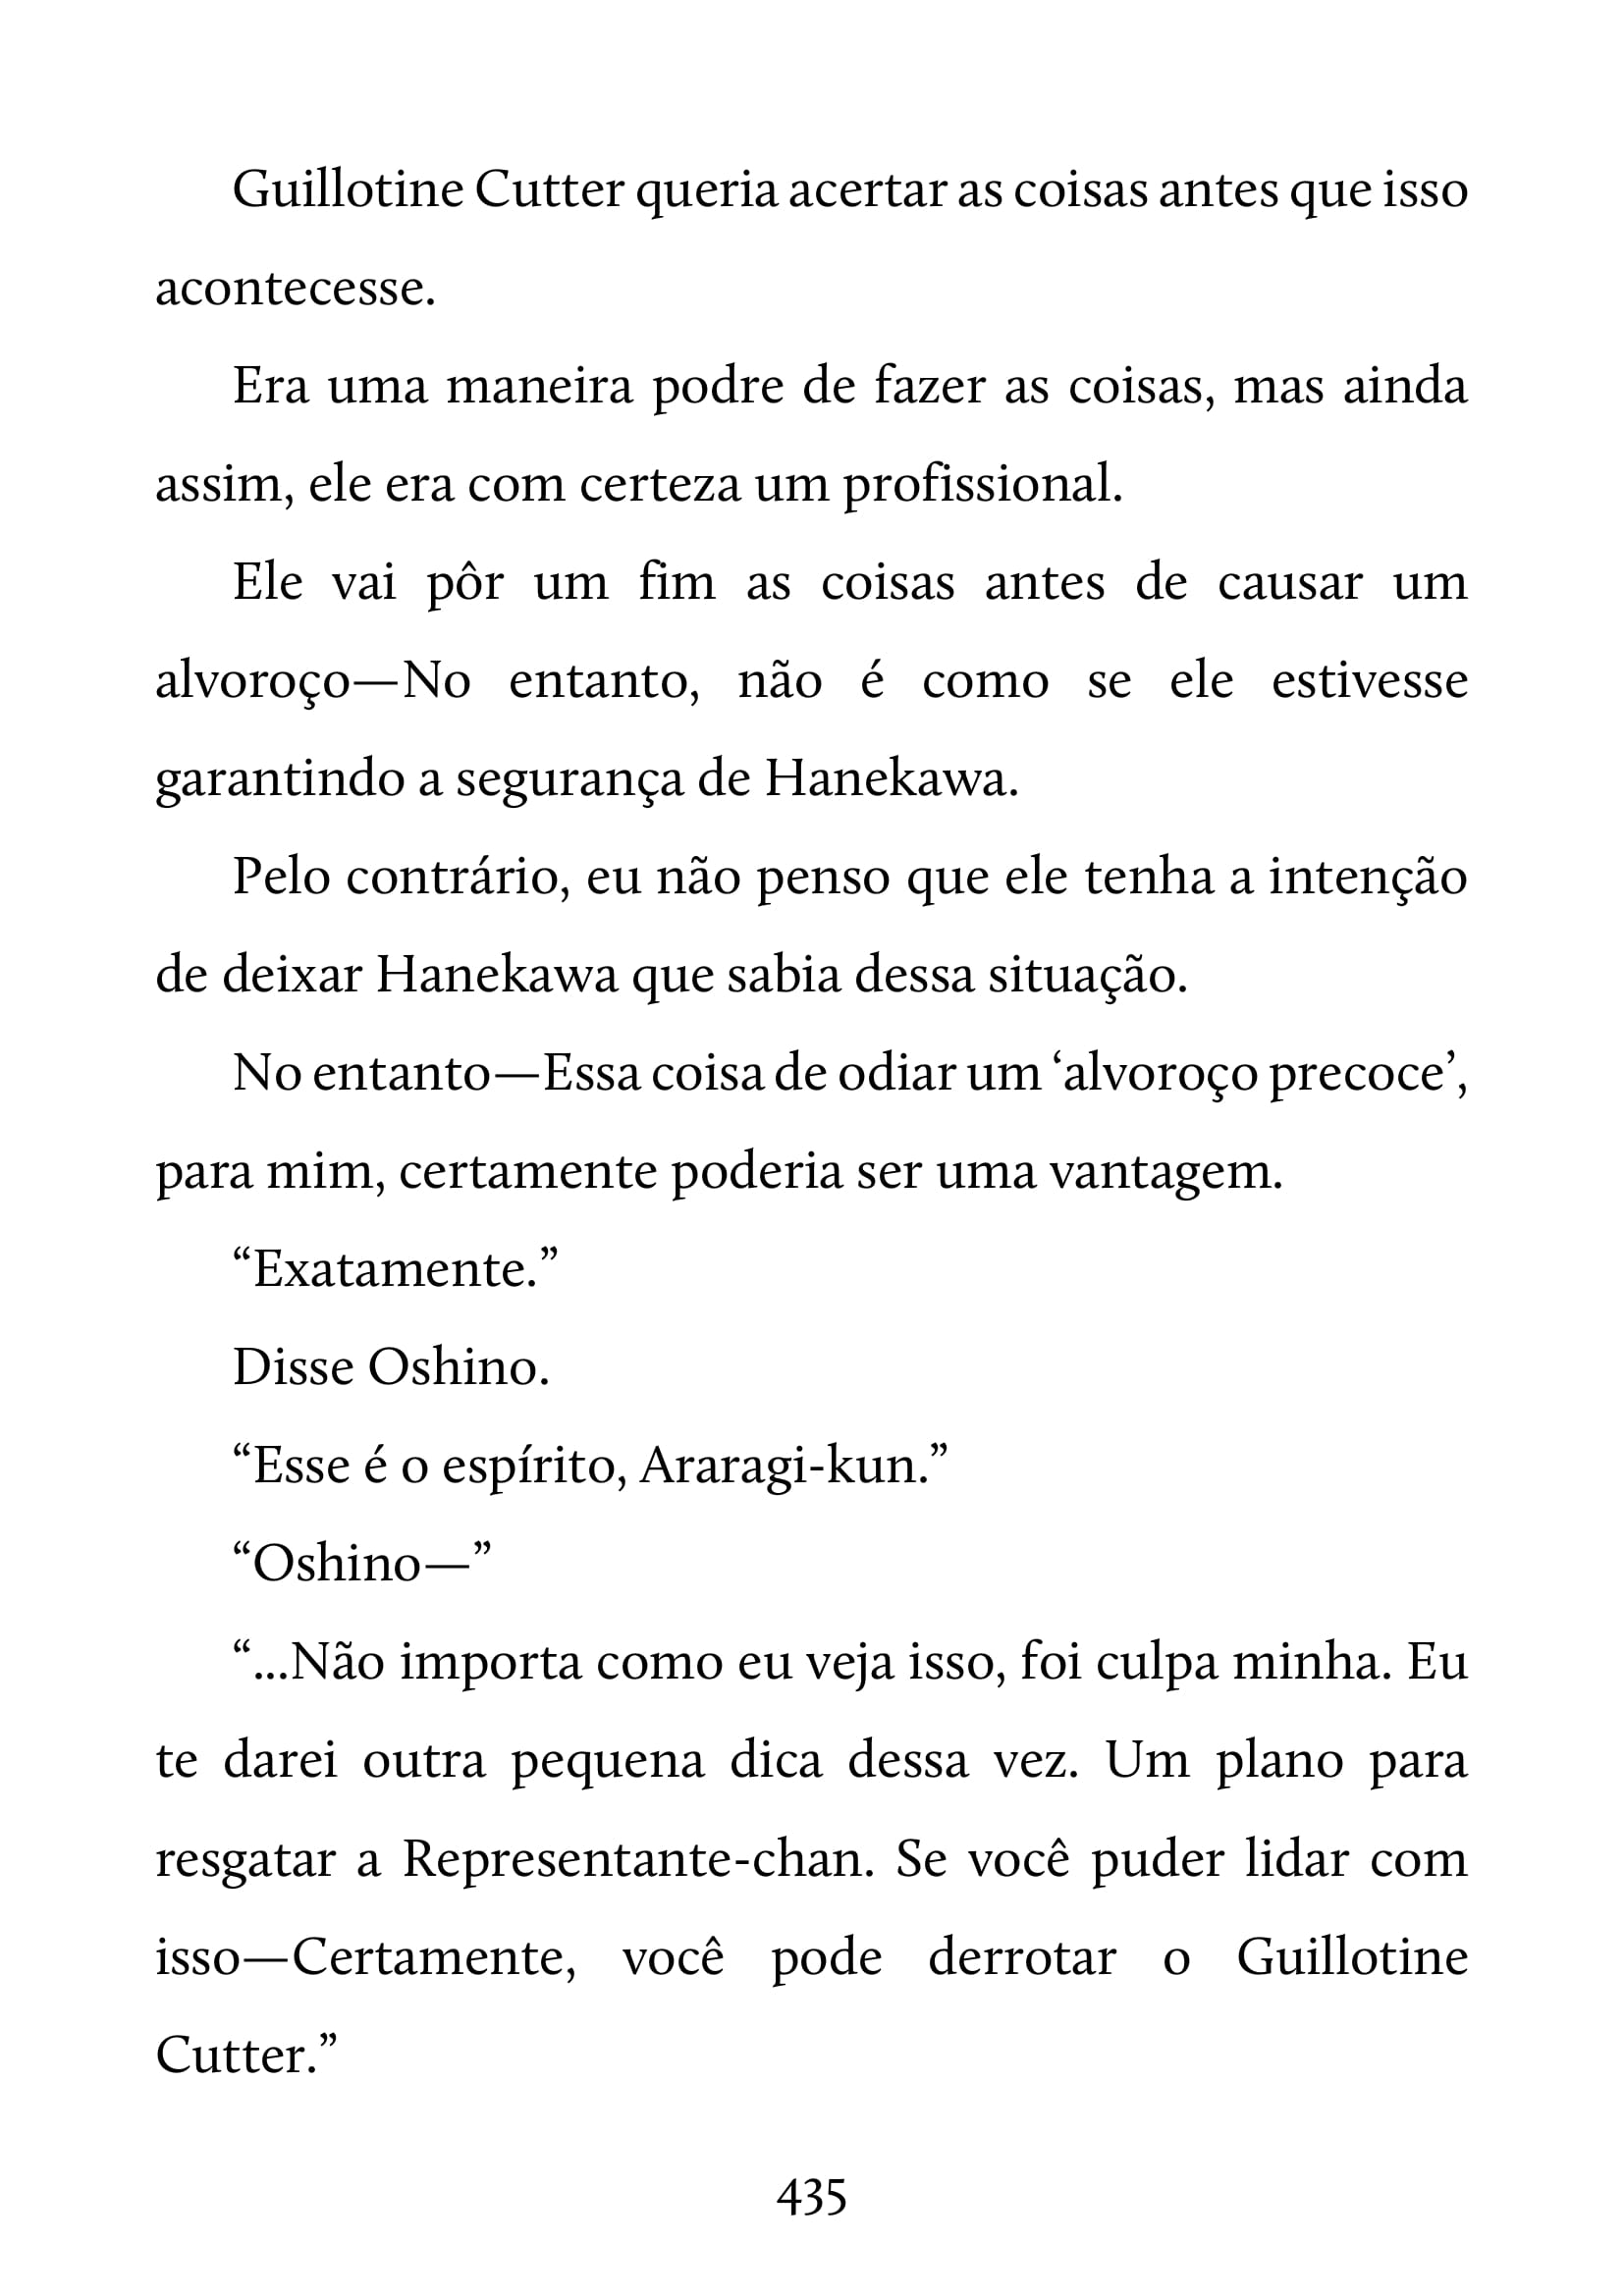 Guillotine Cutter queria acertar as coisas antes que isso
acontecesse.
Era uma maneira podre de fazer as coisas, mas ainda
assim, ele era com certeza um profissional.
Ele vai pôr um fim as coisas antes de causar um
alvoroço—No entanto, não é como se ele estivesse
garantindo a segurança de Hanekawa.
Pelo contrário, eu não penso que ele tenha a intenção
de deixar Hanekawa que sabia dessa situação.
No entanto—Essa coisa de odiar um ‘alvoroço precoce’,
para mim, certamente poderia ser uma vantagem.
“Exatamente.”
Disse Oshino.
“Esse é o espírito, Araragi-kun.”
“Oshino—”
“...Não importa como eu veja isso, foi culpa minha. Eu
te darei outra pequena dica dessa vez. Um plano para
resgatar a Representante-chan. Se você puder lidar com
isso—Certamente, você pode derrotar o Guillotine
Cutter.”
435